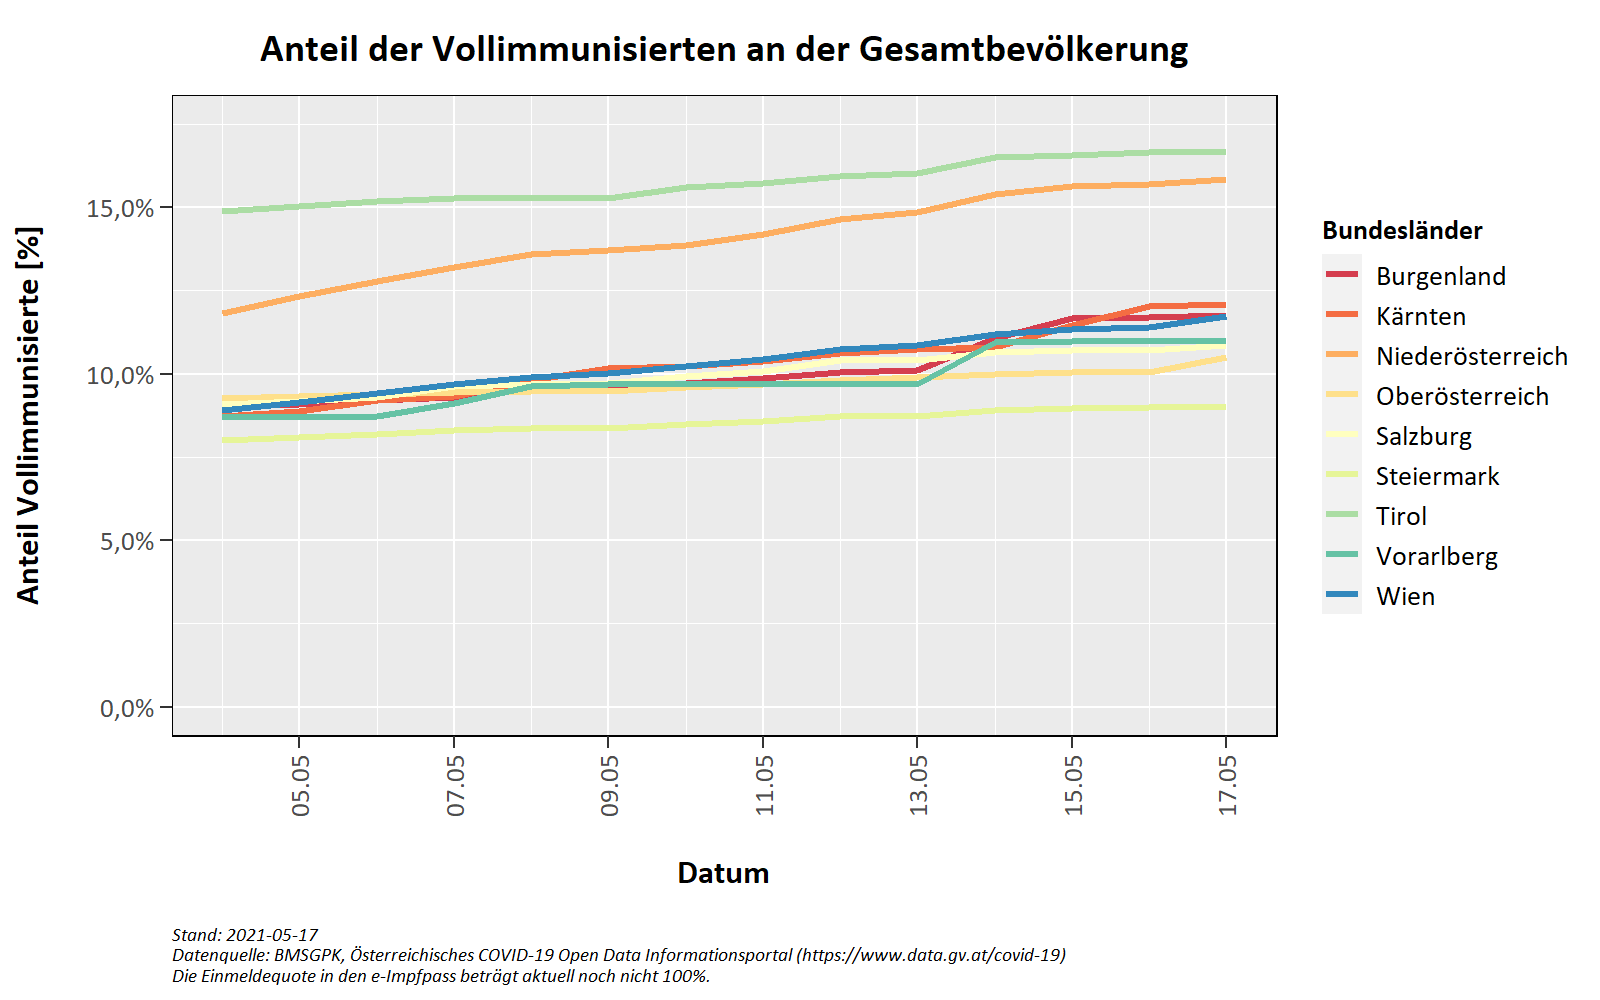 Anteil der Vollimmunisierten an der Gesamtbevölkerung
Anteil Vollimmunisierte [%]
15,0%
10,0%
5,0%
0,0%
05.05
07.05
09.05
11.05
13.05
15.05
17.05
Datum
Bundesländer
Burgenland
Kärnten
Niederösterreich
Oberösterreich
Salzburg
Steiermark
Tirol
Vorarlberg
Wien
Stand: 2021-05-17
Datenquelle: BMSGPK, Österreichisches COVID-19 Open Data Informationsportal (https://www.data.gv.at/covid-19)
Die Einmeldequote in den e-Impfpass beträgt aktuell noch nicht 100%.